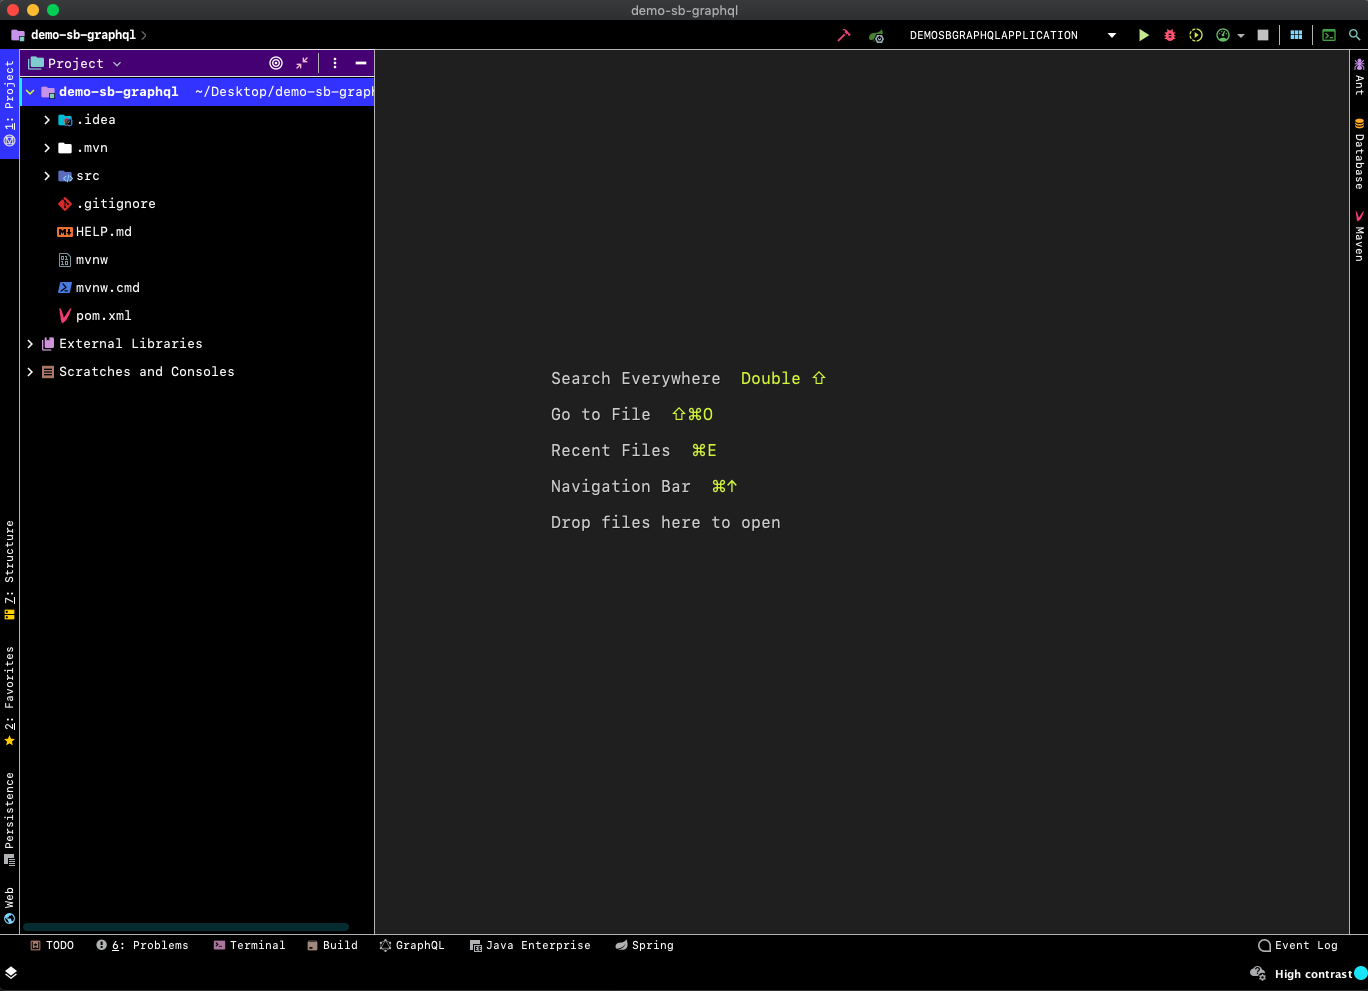 demo-sb-graphql
demo-sb-graphql
DEMOSBGRAPHQLAPPLICATION
1: Project
Project
demo-sb-graphql ~/Desktop/demo-sb-graph
.idea
.mvn
src
.gitignore
HELP.md
mvnw
mvnw.cmd
pom.xml
External Libraries
Scratches and Consoles
7: Structure
2: Favorites
Persistence
Web
Search Everywhere Double ⇧
Go to File ⇧⌘O
Recent Files ⌘E
Navigation Bar ⌘↑
Drop files here to open
Ant
Database
Maven
TODO 6: Problems Terminal Build GraphQL Java Enterprise Spring Event Log
High contrast